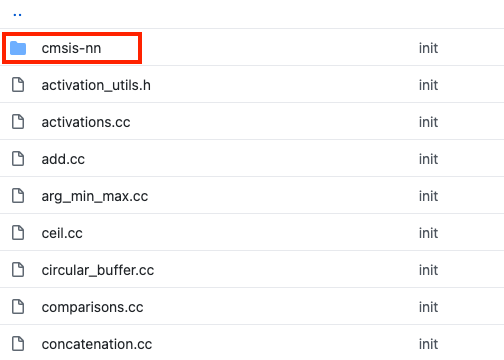 ..
cmsis-nn init
activation_utils.h init
activations.cc init
add.cc init
arg_min_max.cc init
ceil.cc init
circular_buffer.cc init
comparisons.cc init
concatenation.cc init